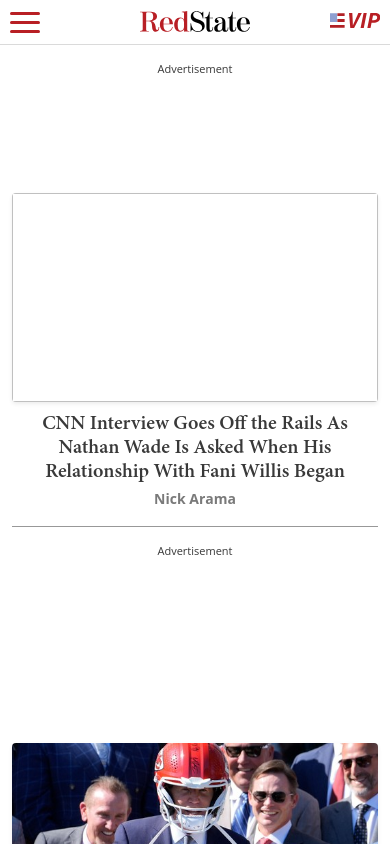 RedState
VIP
Advertisement
CNN Interview Goes Off the Rails As
Nathan Wade Is Asked When His
Relationship With Fani Willis Began
Nick Arama
Advertisement